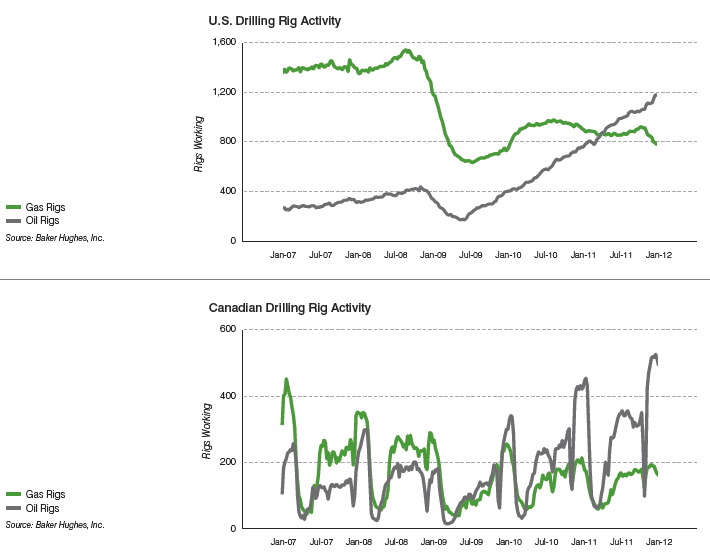 U.S. Drilling Rig Activity
1,600
1,200
800
400
0
Rigs Working
Jan-07 Jul-07 Jan-08 Jul-08 Jan-09 Jul-09 Jan-10 Jul-10 Jan-11 Jul-11 Jan-12
Gas Rigs
Oil Rigs
Source: Baker Hughes, Inc.
Canadian Drilling Rig Activity
600
400
200
0
Rigs Working
Jan-07 Jul-07 Jan-08 Jul-08 Jan-09 Jul-09 Jan-10 Jul-10 Jan-11 Jul-11 Jan-12
Gas Rigs
Oil Rigs
Source: Baker Hughes, Inc.